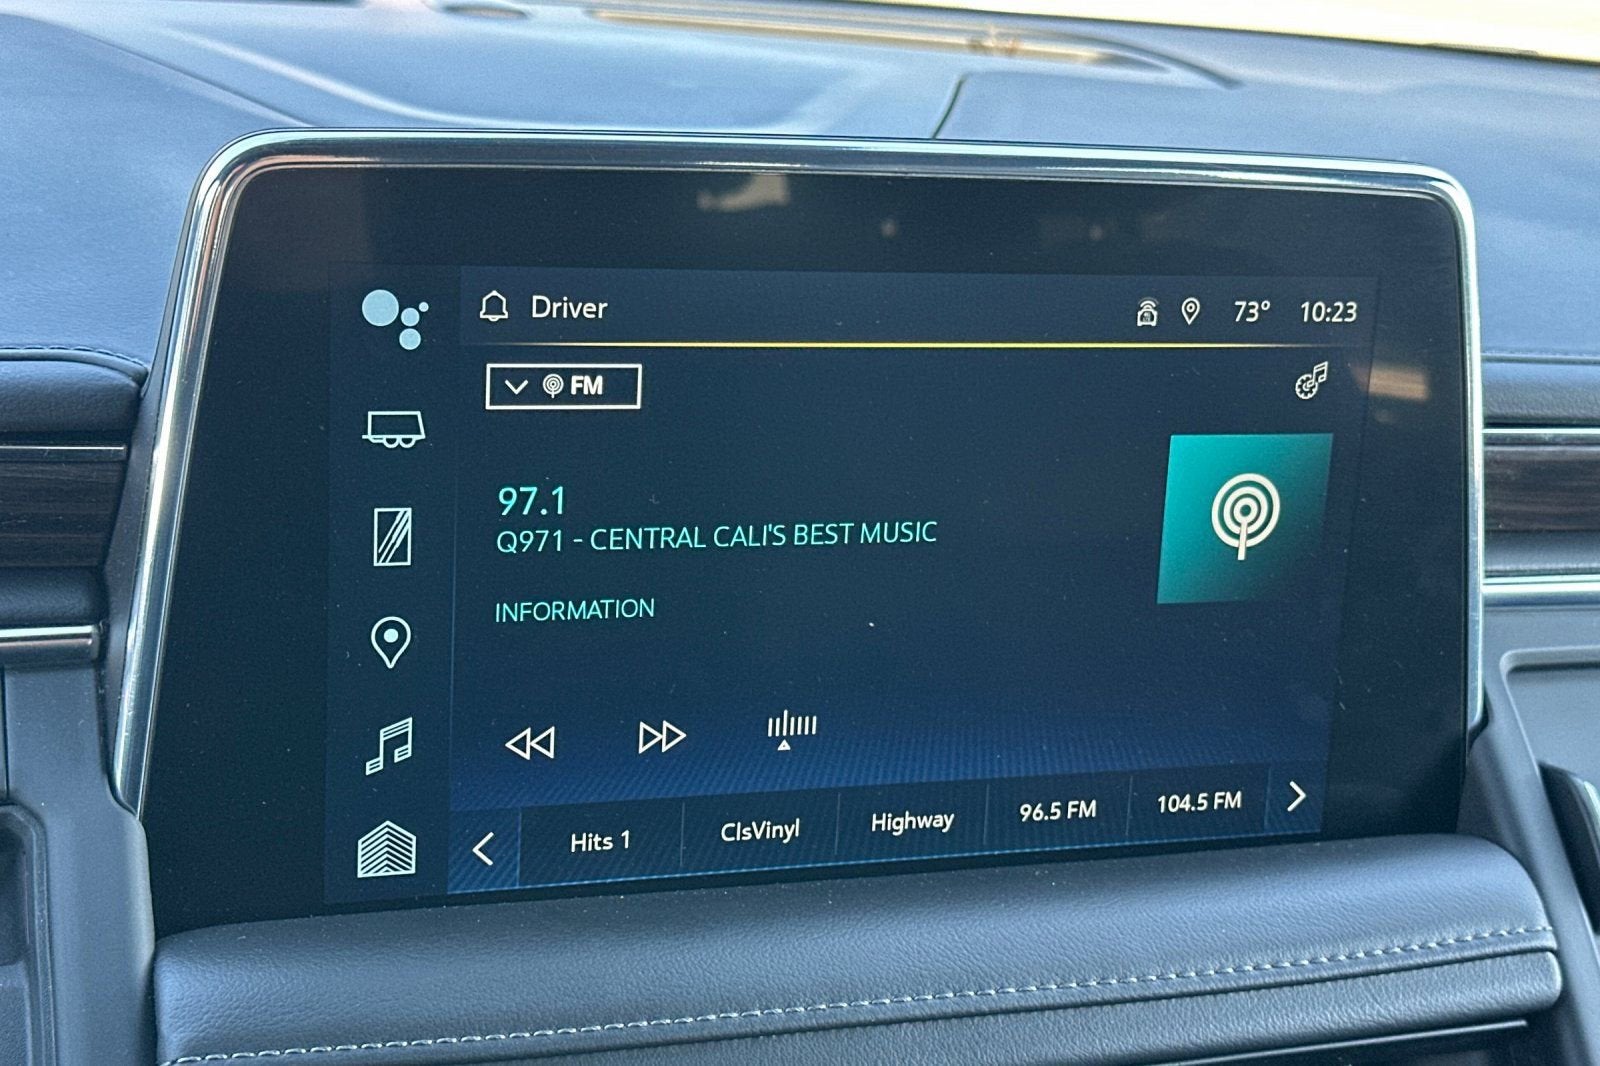 Driver
73° 10:23
FM
97.1
Q971 - CENTRAL CALI'S BEST MUSIC
INFORMATION
Hits 1 ClsVinyl Highway 96.5 FM 104.5 FM